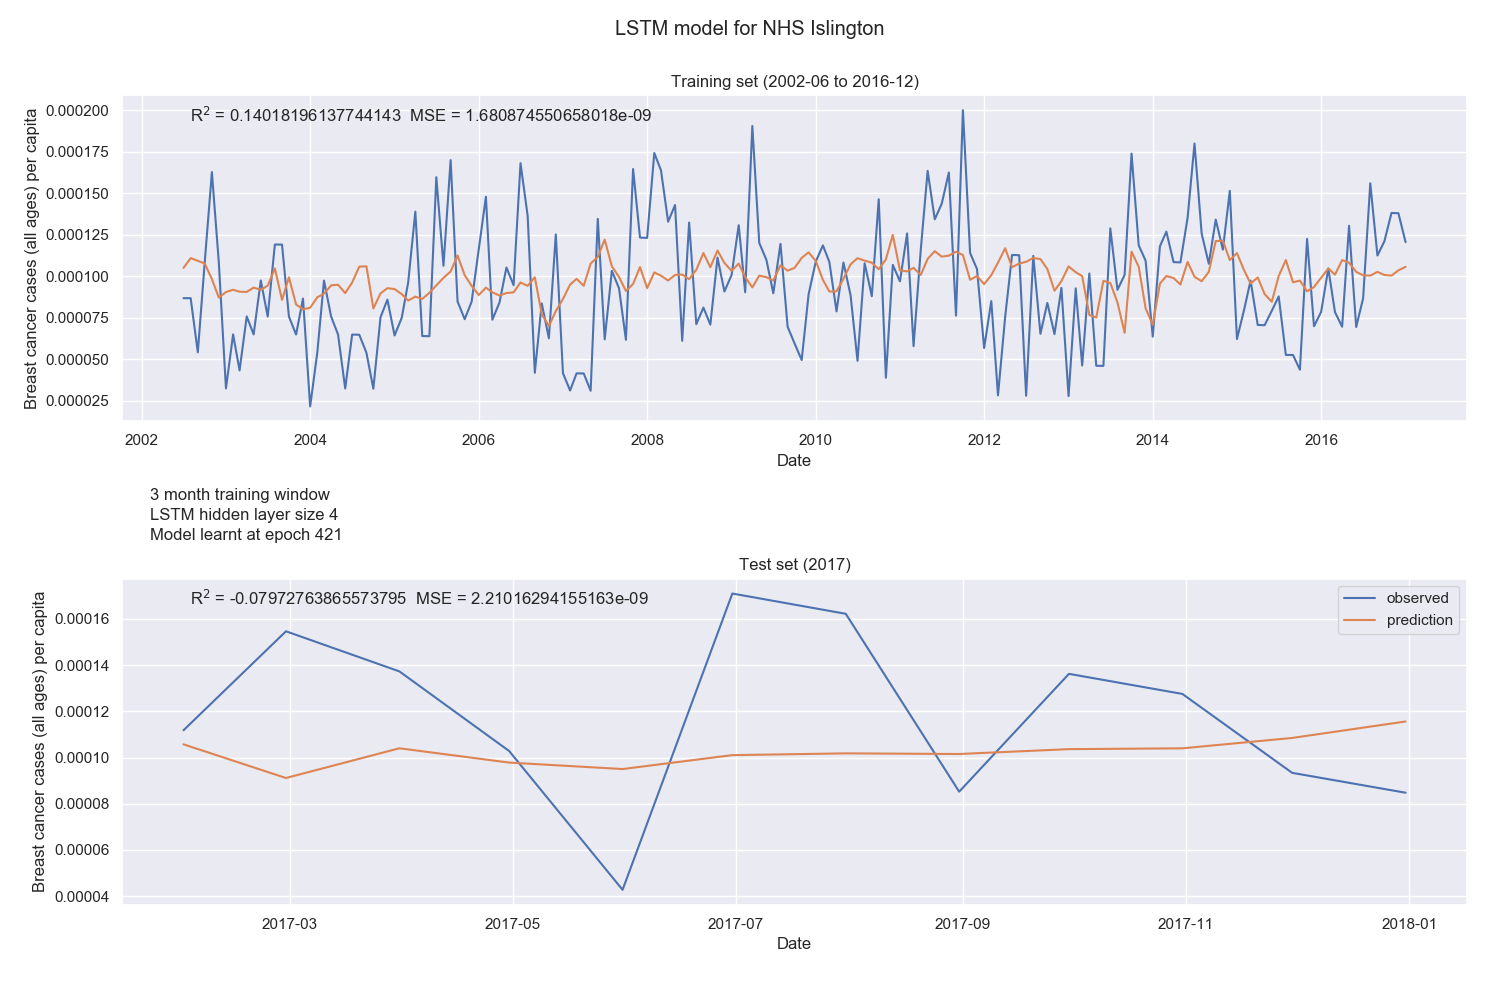 LSTM model for NHS Islington
Training set (2002-06 to 2016-12)
R² = 0.14018196137744143 MSE = 1.680874550658018e-09
Breast cancer cases (all ages) per capita
0.000200
0.000175
0.000150
0.000125
0.000100
0.000075
0.000050
0.000025
2002 2004 2006 2008 2010 2012 2014 2016
Date
3 month training window
LSTM hidden layer size 4
Model learnt at epoch 421
Test set (2017)
R² = -0.07972763865573795 MSE = 2.21016294155163e-09
observed
prediction
Breast cancer cases (all ages) per capita
0.00016
0.00014
0.00012
0.00010
0.00008
0.00006
0.00004
2017-03 2017-05 2017-07 2017-09 2017-11 2018-01
Date